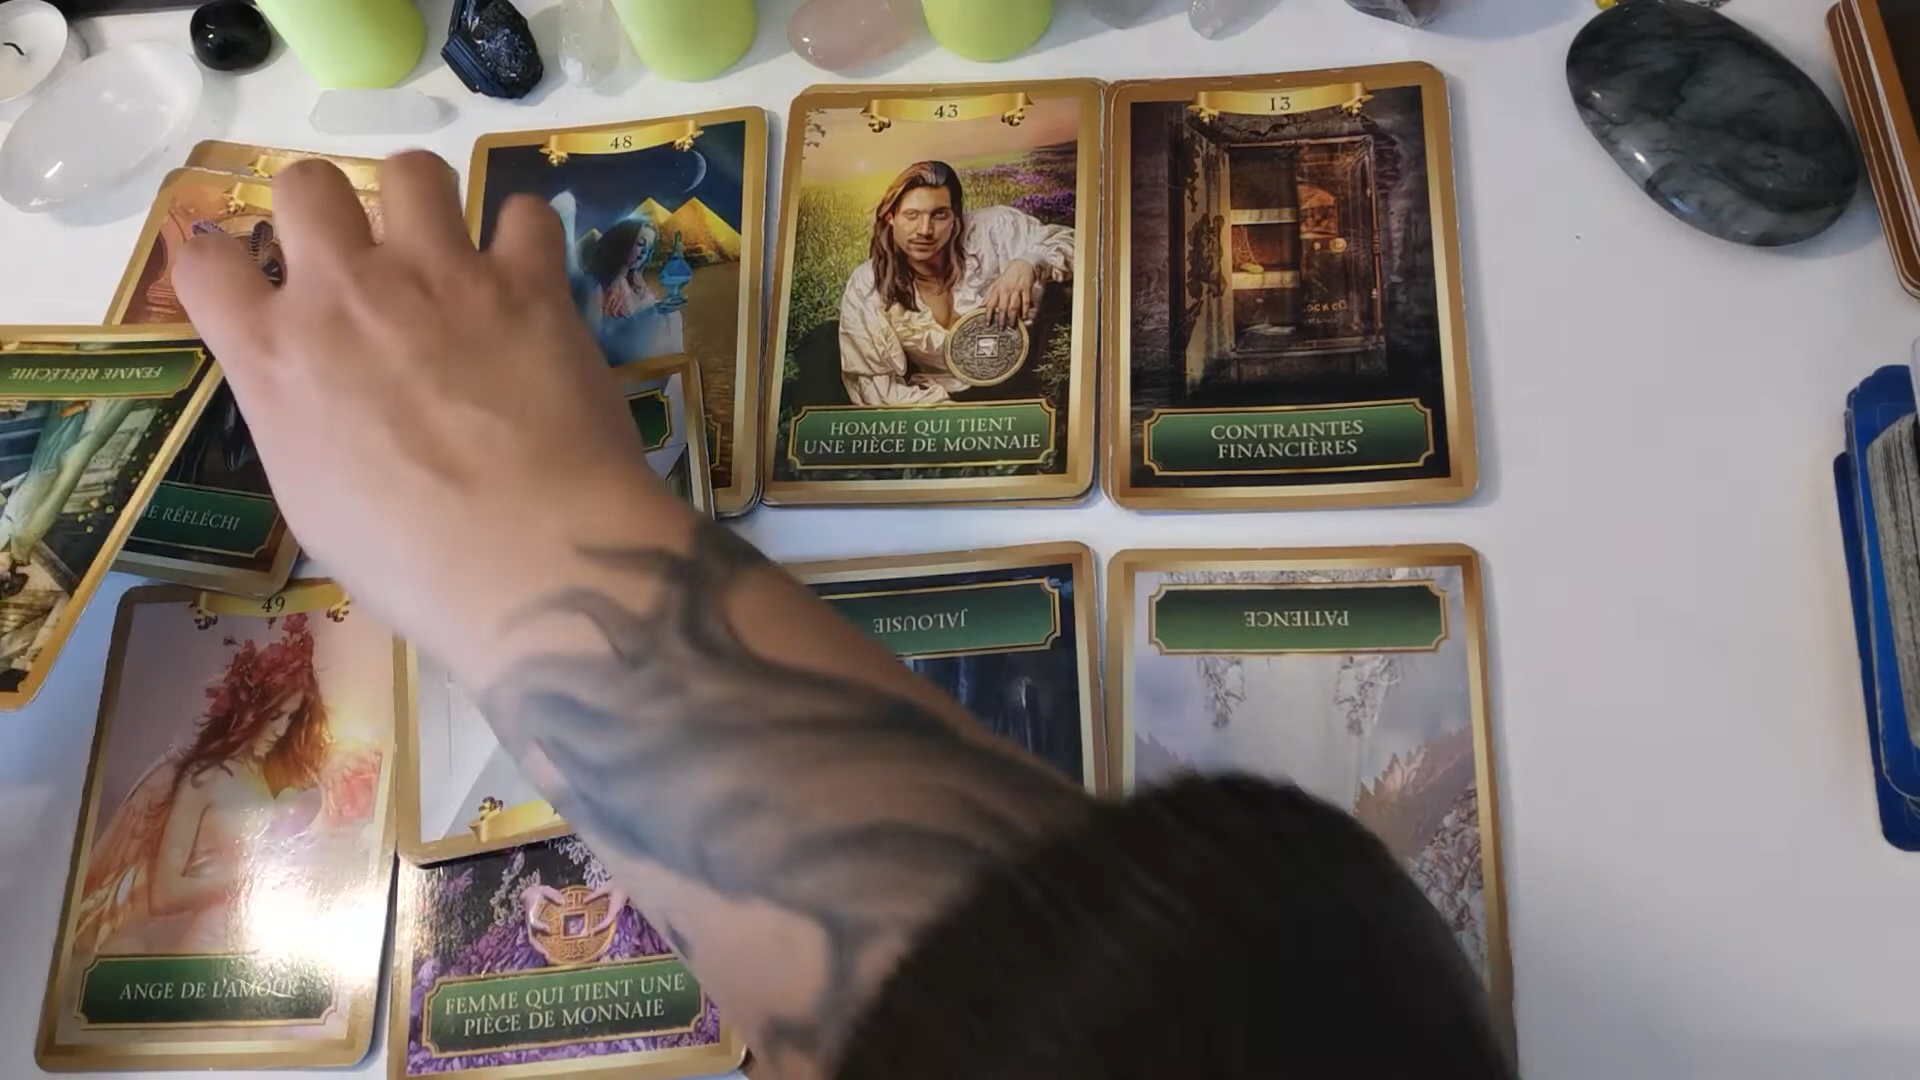 48
43
13
FEMME RÉFLÉCHIE
HOMME QUI TIENT
UNE PIÈCE DE MONNAIE
CONTRAINTES
FINANCIÈRES
RÉFLÉCHI
49
JALOUSIE
PATIENCE
ANGE DE L'AMOUR
FEMME QUI TIENT UNE
PIÈCE DE MONNAIE